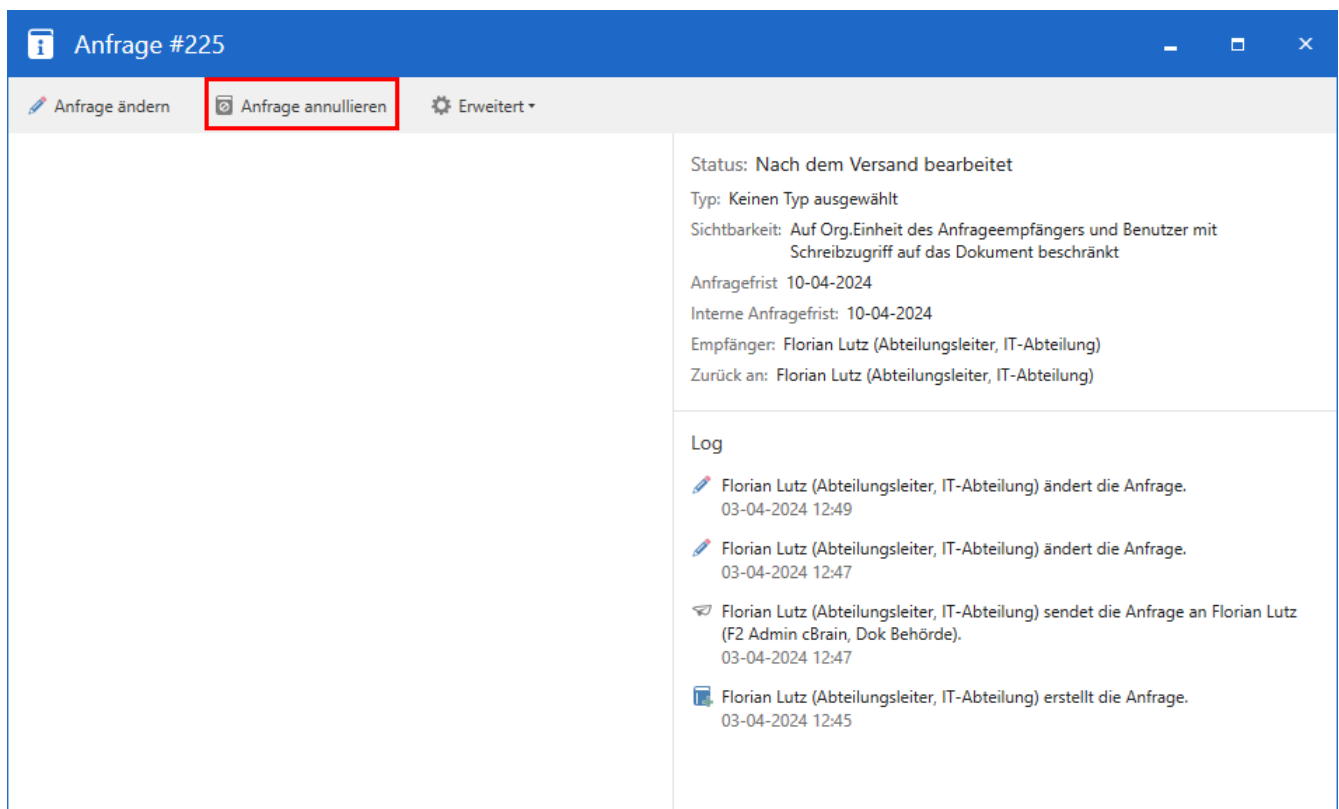 Anfrage #225
Anfrage ändern Anfrage annullieren Erweitert
Status: Nach dem Versand bearbeitet
Typ: Keinen Typ ausgewählt
Sichtbarkeit: Auf Org.Einheit des Anfrageempfängers und Benutzer mit
Schreibzugriff auf das Dokument beschränkt
Anfragefrist 10-04-2024
Interne Anfragefrist: 10-04-2024
Empfänger: Florian Lutz (Abteilungsleiter, IT-Abteilung)
Zurück an: Florian Lutz (Abteilungsleiter, IT-Abteilung)
Log
Florian Lutz (Abteilungsleiter, IT-Abteilung) ändert die Anfrage.
03-04-2024 12:49
Florian Lutz (Abteilungsleiter, IT-Abteilung) ändert die Anfrage.
03-04-2024 12:47
Florian Lutz (Abteilungsleiter, IT-Abteilung) sendet die Anfrage an Florian Lutz
(F2 Admin cBrain, Dok Behörde).
03-04-2024 12:47
Florian Lutz (Abteilungsleiter, IT-Abteilung) erstellt die Anfrage.
03-04-2024 12:45